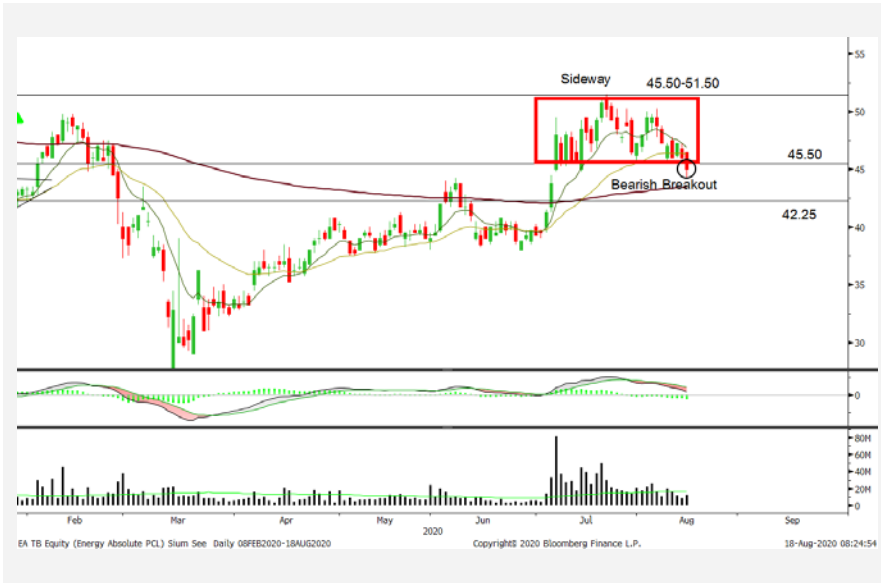 Sideway
45.50-51.50
45.50
Bearish Breakout
42.25
55
50
45
40
35
30
0
80M
60M
40M
20M
0
Feb Mar Apr May Jun Jul Aug Sep
2020
EA TB Equity (Energy Absolute PCL) Sium See Daily 08FEB2020-18AUG2020 Copyright© 2020 Bloomberg Finance L.P. 18-Aug-2020 08:24:54